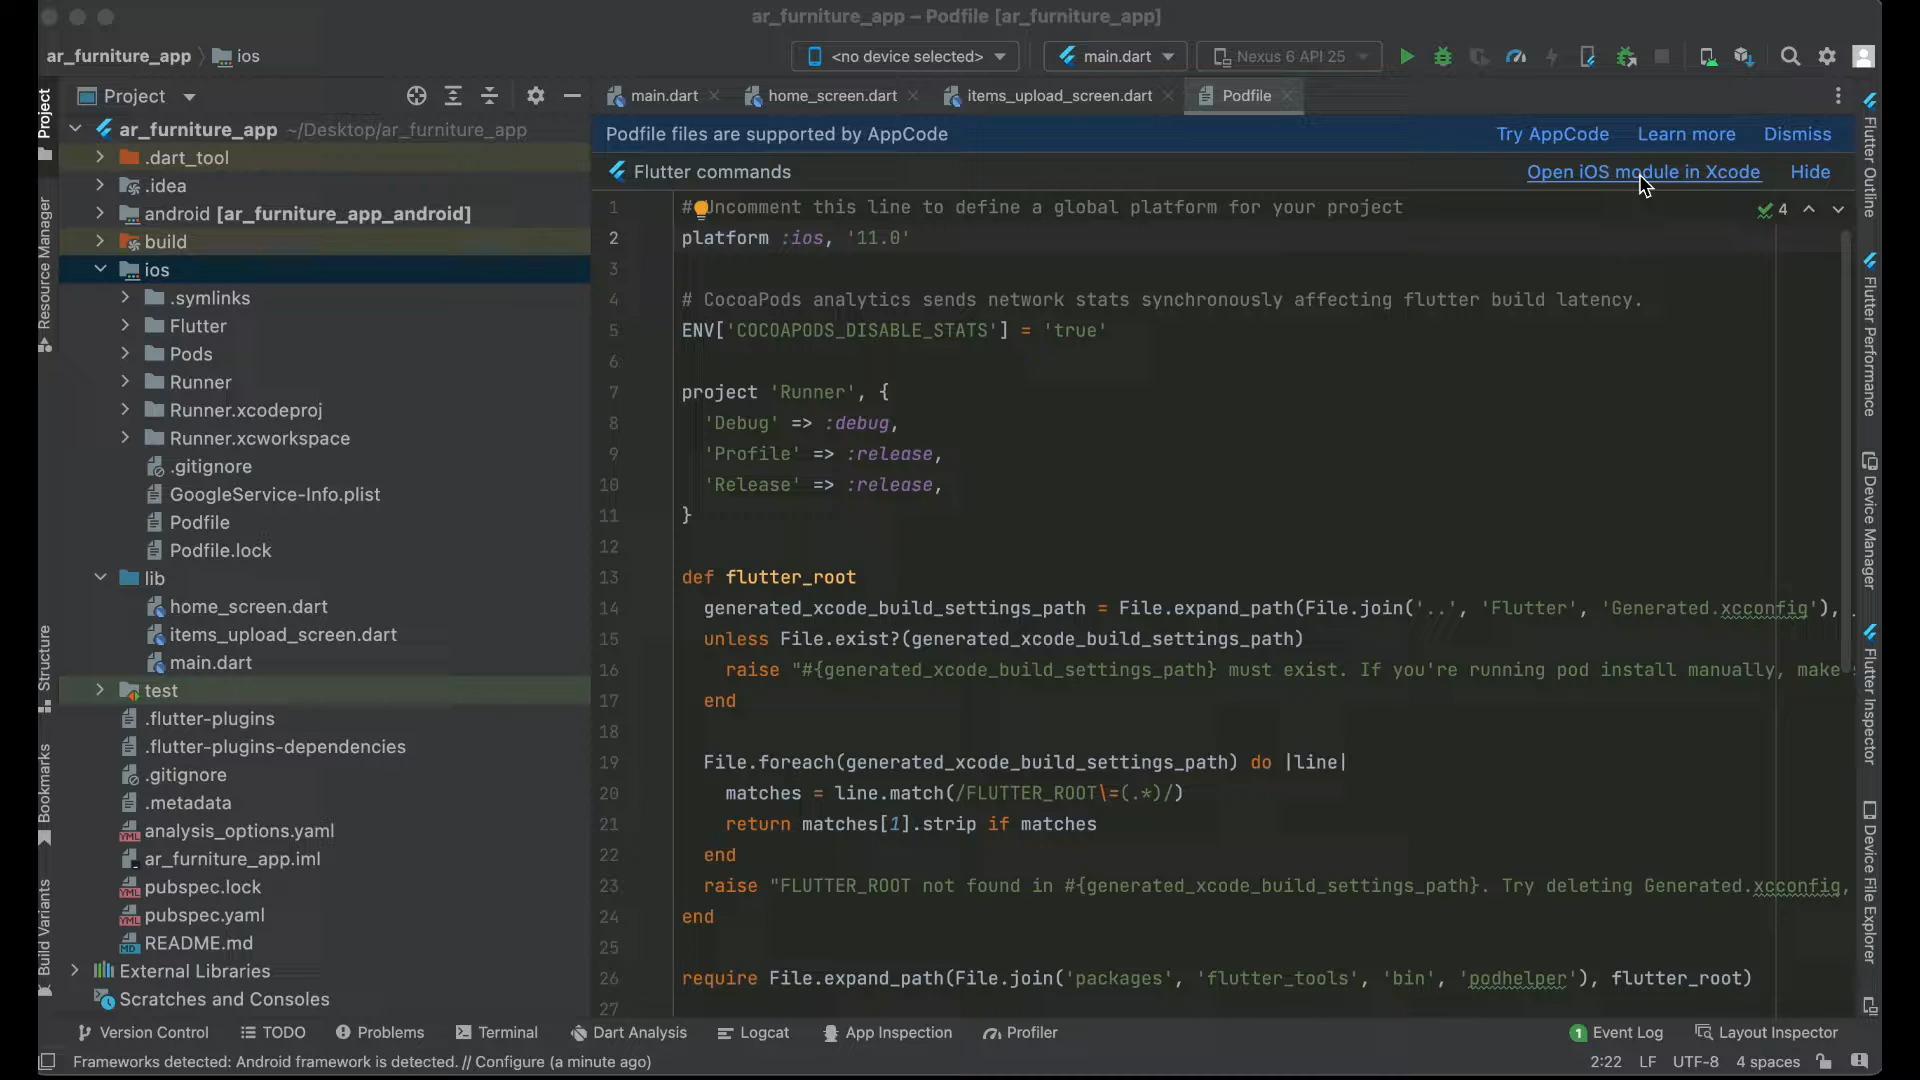 ar_furniture_app – Podfile [ar_furniture_app]
ar_furniture_app ios
<no device selected> main.dart Nexus 6 API 25
Project
main.dart home_screen.dart items_upload_screen.dart Podfile
Podfile files are supported by AppCode Try AppCode Learn more Dismiss
Flutter commands Open iOS module in Xcode Hide
Project
Resource Manager
Structure
Bookmarks
Build Variants
ar_furniture_app ~/Desktop/ar_furniture_app
.dart_tool
.idea
android [ar_furniture_app_android]
build
ios
.symlinks
Flutter
Pods
Runner
Runner.xcodeproj
Runner.xcworkspace
.gitignore
GoogleService-Info.plist
Podfile
Podfile.lock
lib
home_screen.dart
items_upload_screen.dart
main.dart
test
.flutter-plugins
.flutter-plugins-dependencies
.gitignore
.metadata
analysis_options.yaml
ar_furniture_app.iml
pubspec.lock
pubspec.yaml
README.md
External Libraries
Scratches and Consoles
4
1 # Uncomment this line to define a global platform for your project
2 platform :ios, '11.0'
3
4 # CocoaPods analytics sends network stats synchronously affecting flutter build latency.
5 ENV['COCOAPODS_DISABLE_STATS'] = 'true'
6
7 project 'Runner', {
8 'Debug' => :debug,
9 'Profile' => :release,
10 'Release' => :release,
11 }
12
13 def flutter_root
14 generated_xcode_build_settings_path = File.expand_path(File.join('..', 'Flutter', 'Generated.xcconfig'),
15 unless File.exist?(generated_xcode_build_settings_path)
16 raise "#{generated_xcode_build_settings_path} must exist. If you're running pod install manually, make
17 end
18
19 File.foreach(generated_xcode_build_settings_path) do |line|
20 matches = line.match(/FLUTTER_ROOT\=(.*)/)
21 return matches[1].strip if matches
22 end
23 raise "FLUTTER_ROOT not found in #{generated_xcode_build_settings_path}. Try deleting Generated.xcconfig,
24 end
25
26 require File.expand_path(File.join('packages', 'flutter_tools', 'bin', 'podhelper'), flutter_root)
27
Flutter Outline
Flutter Performance
Device Manager
Flutter Inspector
Device File Explorer
Version Control TODO Problems Terminal Dart Analysis Logcat App Inspection Profiler 1 Event Log Layout Inspector
Frameworks detected: Android framework is detected. // Configure (a minute ago) 2:22 LF UTF-8 4 spaces